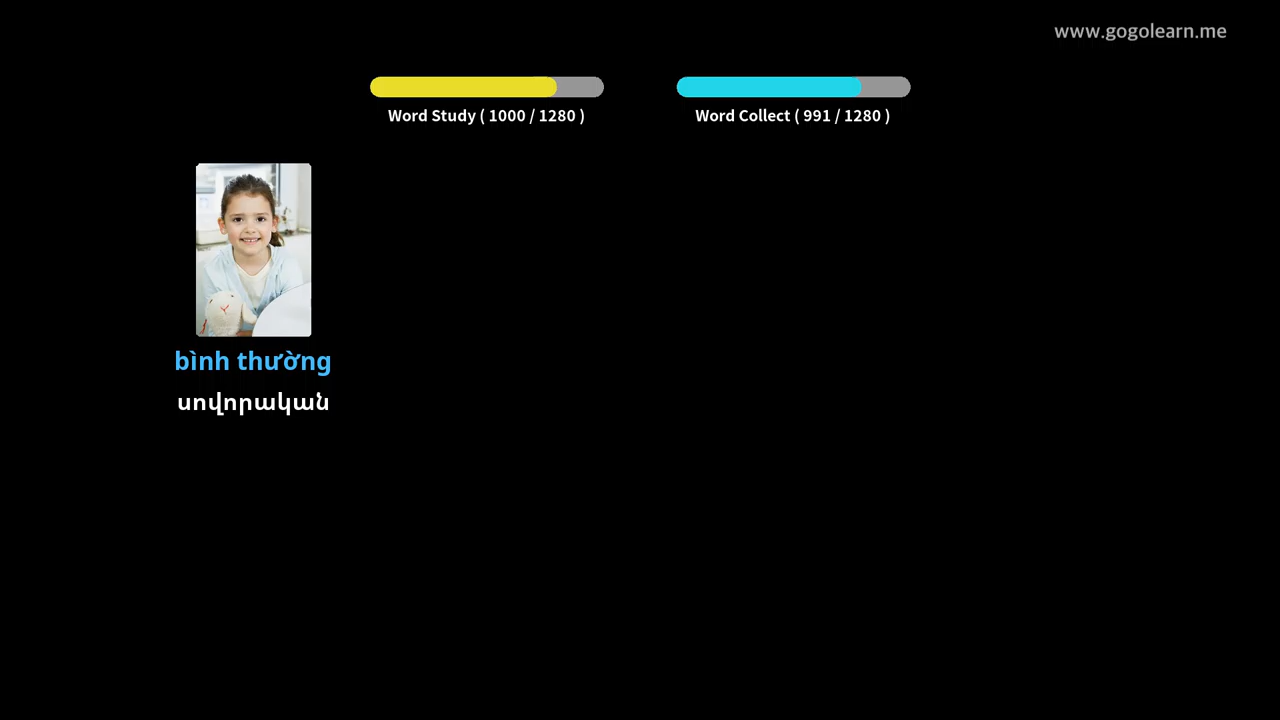 www.gogolearn.me
Word Study ( 1000 / 1280 )
Word Collect ( 991 / 1280 )
bình thường
սովորական